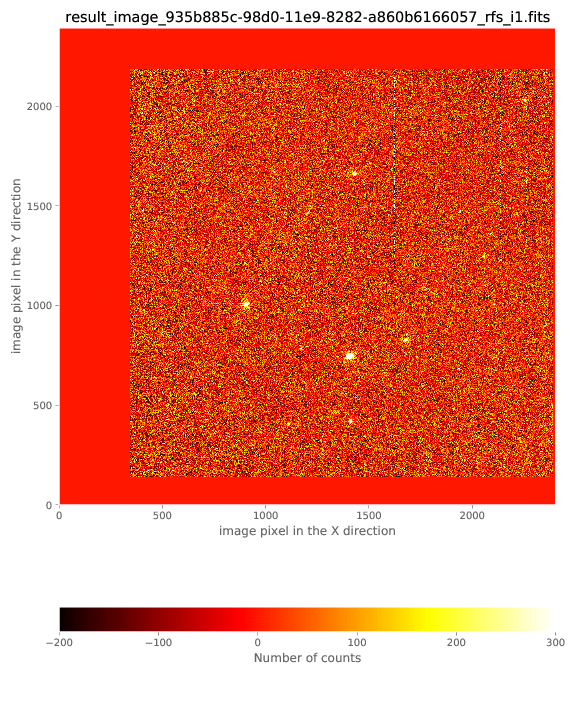 result_image_935b885c-98d0-11e9-8282-a860b6166057_rfs_i1.fits
image pixel in the Y direction
2000
1500
1000
500
0
0 500 1000 1500 2000
image pixel in the X direction
−200 −100 0 100 200 300
Number of counts